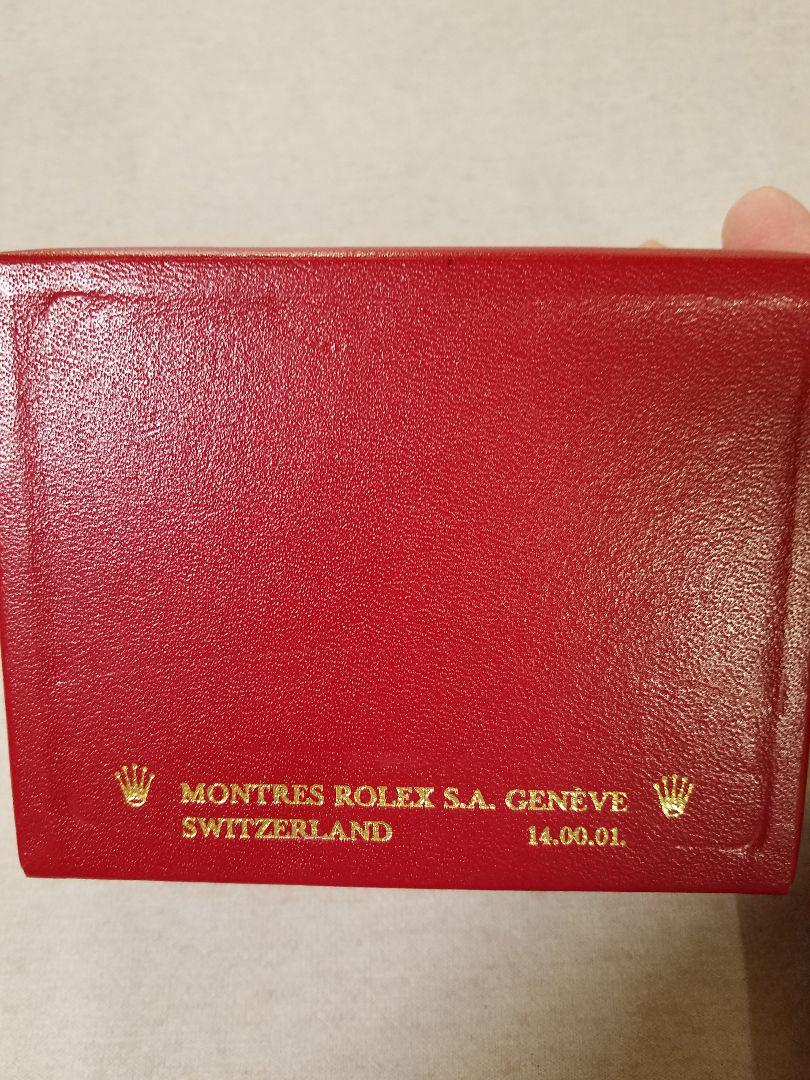 MONTRES ROLEX S.A. GENÈVE
SWITZERLAND 14.00.01.